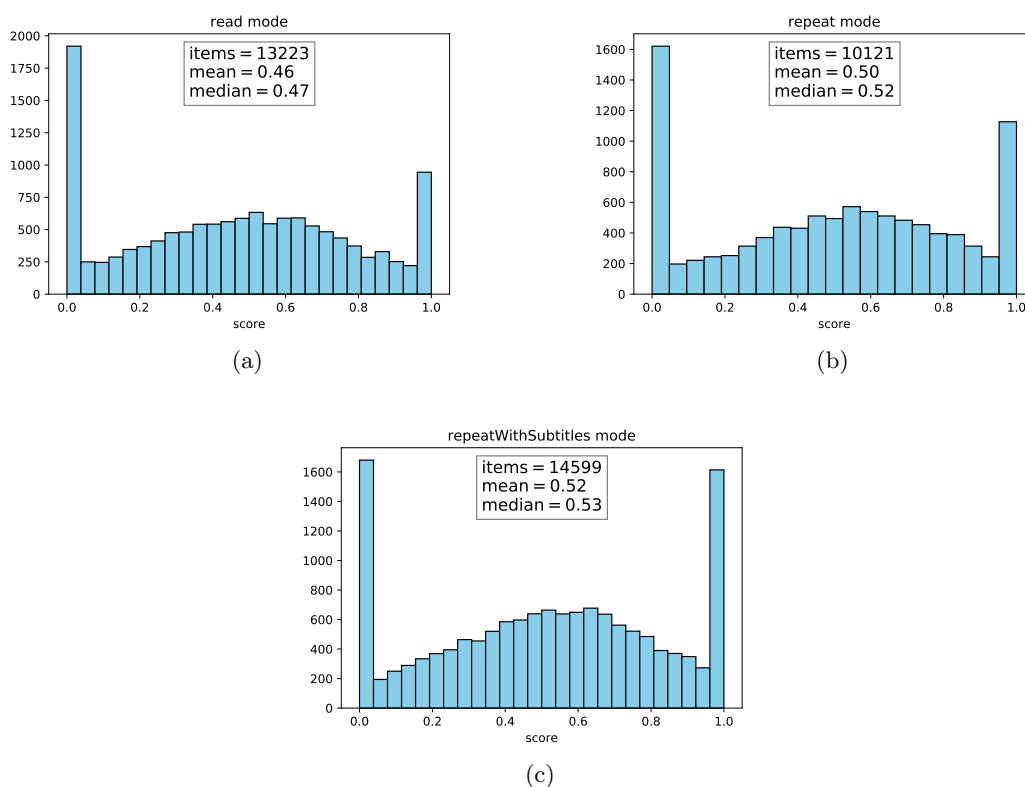 read mode
2000
1750
1500
1250
1000
750
500
250
0
items = 13223
mean = 0.46
median = 0.47
0.0 0.2 0.4 0.6 0.8 1.0
score
(a)
repeat mode
1600
1400
1200
1000
800
600
400
200
0
items = 10121
mean = 0.50
median = 0.52
0.0 0.2 0.4 0.6 0.8 1.0
score
(b)
repeatWithSubtitles mode
1600
1400
1200
1000
800
600
400
200
0
items = 14599
mean = 0.52
median = 0.53
0.0 0.2 0.4 0.6 0.8 1.0
score
(c)